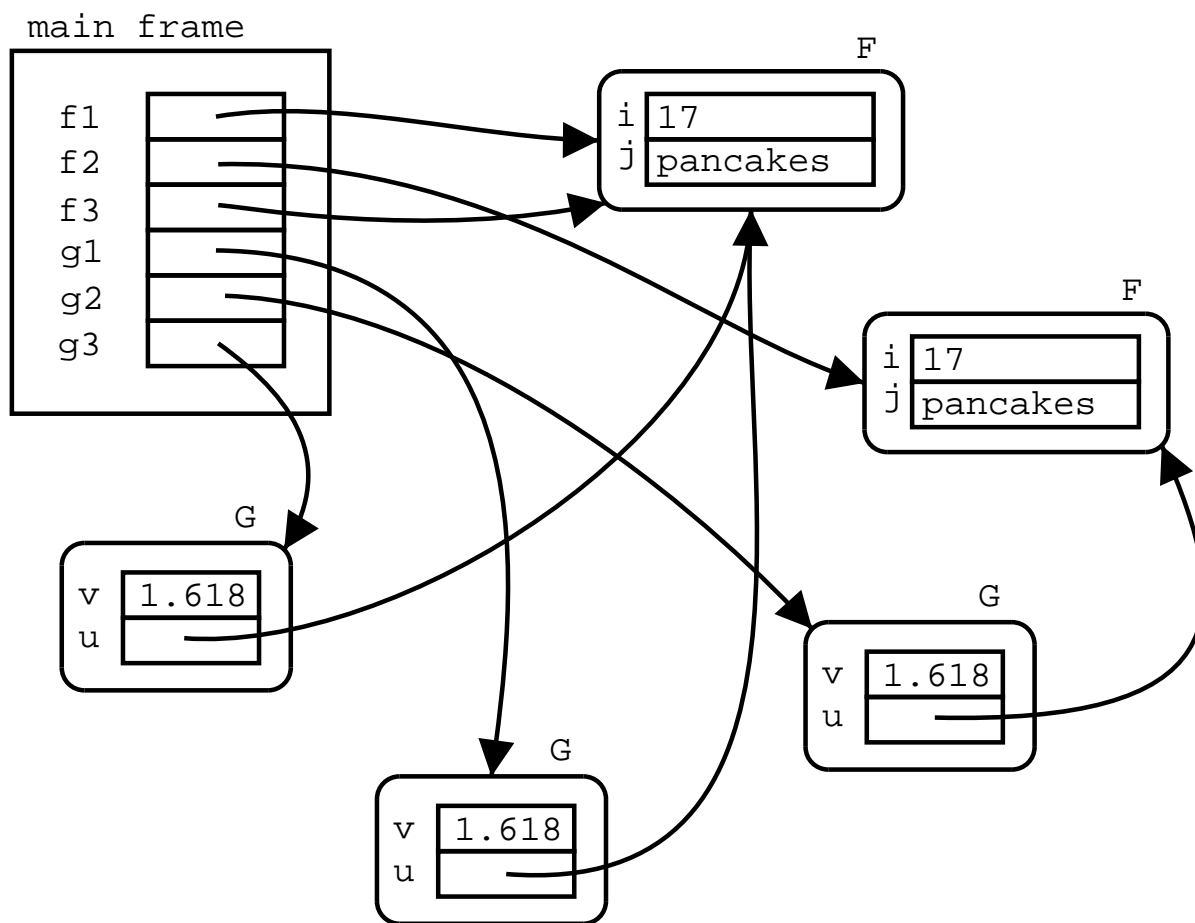 main frame
f1
f2
f3
g1
g2
g3
F
i 17
j pancakes
F
i 17
j pancakes
G
v 1.618
u
G
v 1.618
u
G
v 1.618
u